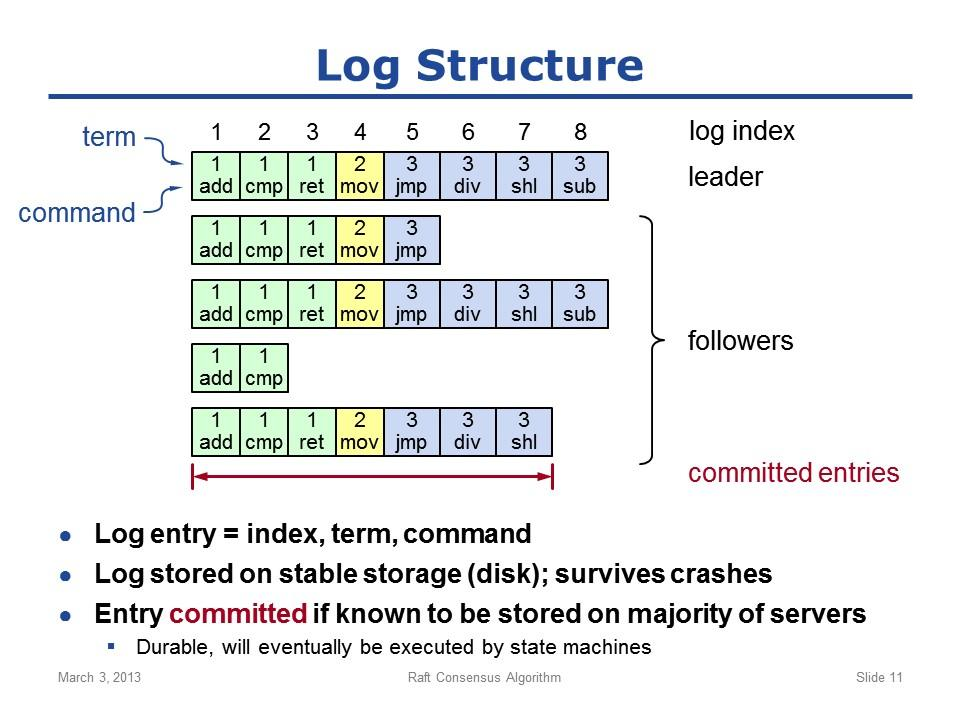 Log Structure
term
1 2 3 4 5 6 7 8 log index
1 1 1 2 3 3 3 3
add cmp ret mov jmp div shl sub
leader
command
1 1 1 2 3
add cmp ret mov jmp
1 1 1 2 3 3 3 3
add cmp ret mov jmp div shl sub
followers
1 1
add cmp
1 1 1 2 3 3 3
add cmp ret mov jmp div shl
committed entries
● Log entry = index, term, command
● Log stored on stable storage (disk); survives crashes
● Entry committed if known to be stored on majority of servers
▪ Durable, will eventually be executed by state machines
March 3, 2013 Raft Consensus Algorithm Slide 11